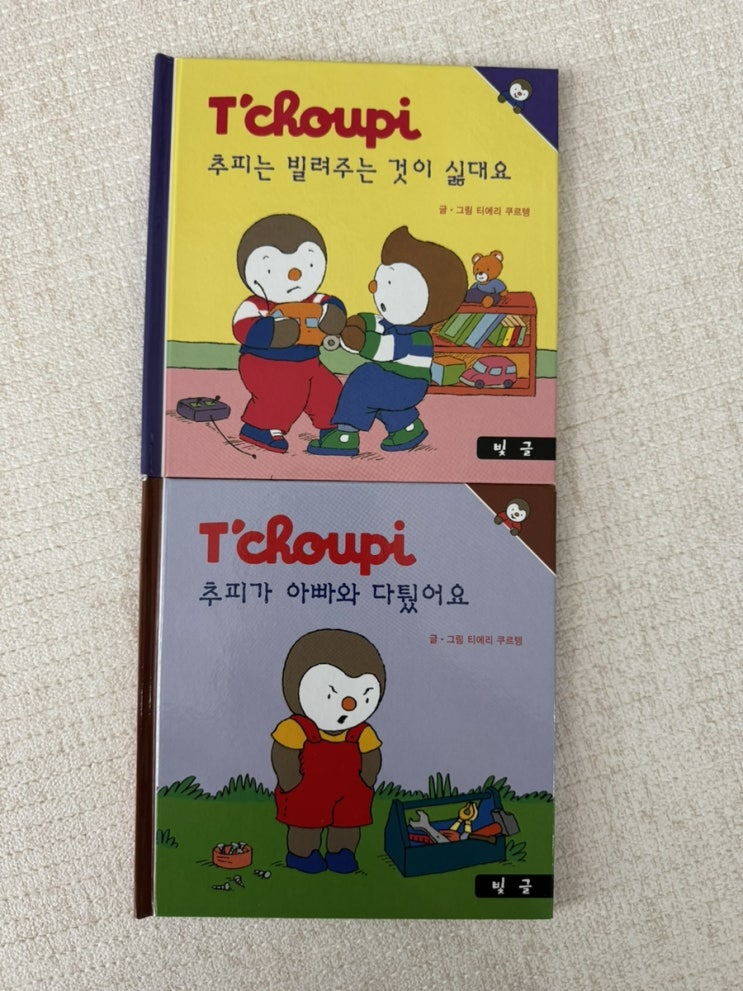 T'choupi
추피는 빌려주는 것이 싫대요
글·그림 티에리 쿠르탱
빛글
T'choupi
추피가 아빠와 다퉜어요
글·그림 티에리 쿠르탱
빛글